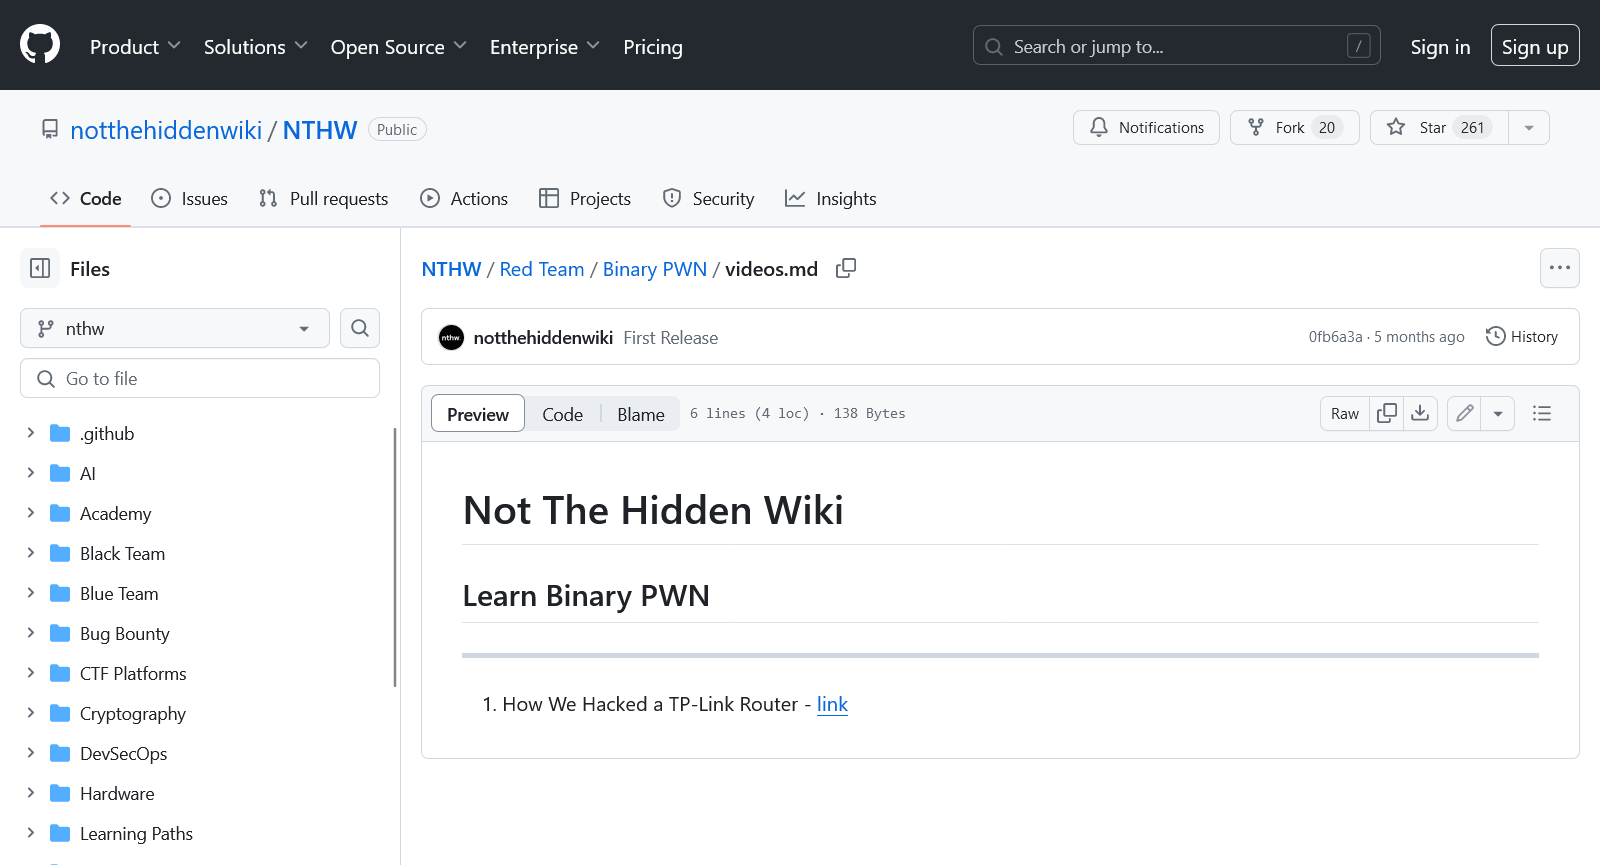 Product Solutions Open Source Enterprise Pricing Search or jump to... / Sign in Sign up
notthehiddenwiki / NTHW Public Notifications Fork 20 Star 261
Code Issues Pull requests Actions Projects Security Insights
Files
nthw
Go to file
.github
AI
Academy
Black Team
Blue Team
Bug Bounty
CTF Platforms
Cryptography
DevSecOps
Hardware
Learning Paths
NTHW / Red Team / Binary PWN / videos.md
nthw notthehiddenwiki First Release 0fb6a3a · 5 months ago History
Preview Code Blame 6 lines (4 loc) · 138 Bytes Raw
Not The Hidden Wiki
Learn Binary PWN
1. How We Hacked a TP-Link Router - link